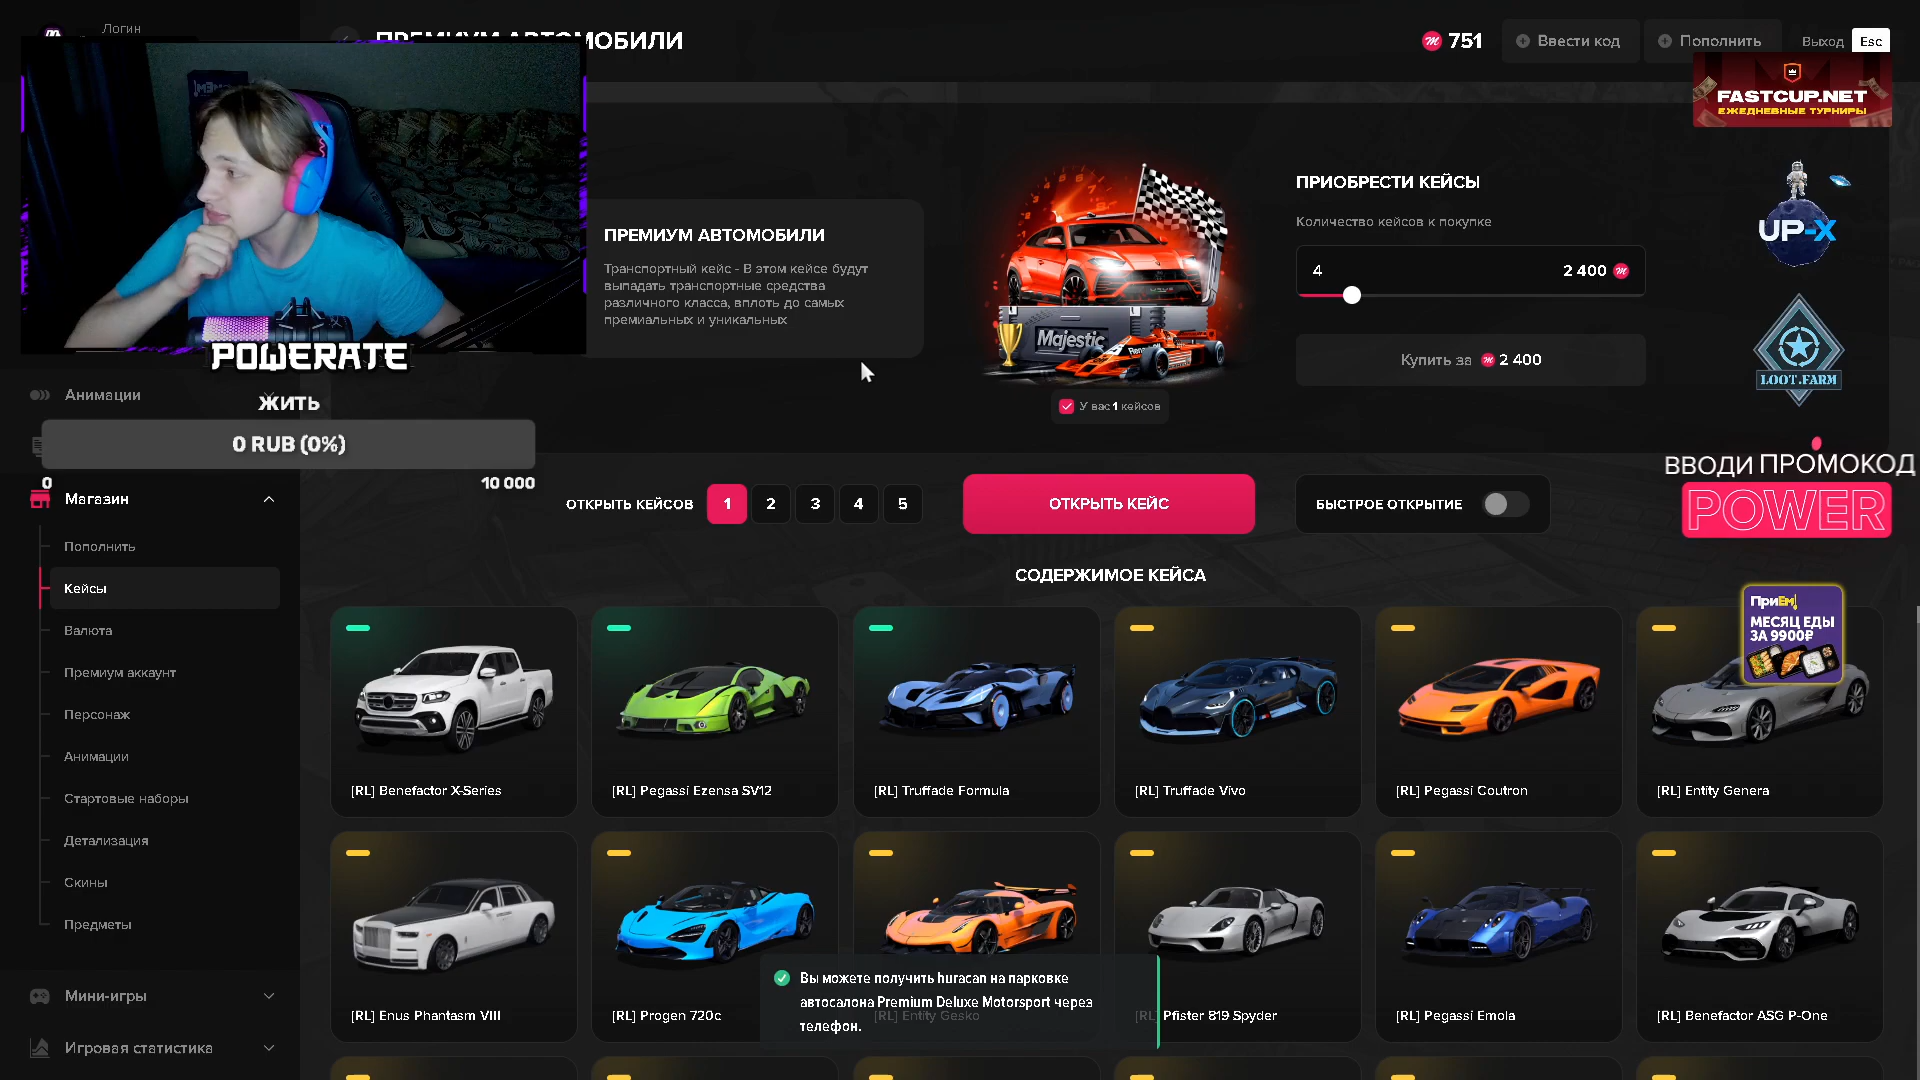 Логин
ПРЕМИУМ АВТОМОБИЛИ
751
Ввести код
Пополнить
Выход
Esc
FASTCUP.NET
ЕЖЕДНЕВНЫЕ ТУРНИРЫ
UP-X
LOOT.FARM
ПРЕМИУМ АВТОМОБИЛИ
Транспортный кейс - В этом кейсе будут
выпадать транспортные средства
различного класса, вплоть до самых
премиальных и уникальных
Majestic
ПРИОБРЕСТИ КЕЙСЫ
Количество кейсов к покупке
4
2 400
Купить за 2 400
У вас 1 кейсов
POWERATE
ЖИТЬ
0 RUB (0%)
0
10 000
Анимации
Магазин
Пополнить
Кейсы
Валюта
Премиум аккаунт
Персонаж
Анимации
Стартовые наборы
Детализация
Скины
Предметы
Мини-игры
Игровая статистика
ОТКРЫТЬ КЕЙСОВ
1
2
3
4
5
ОТКРЫТЬ КЕЙС
БЫСТРОЕ ОТКРЫТИЕ
ВВОДИ ПРОМОКОД
POWER
СОДЕРЖИМОЕ КЕЙСА
ПриЕм!
МЕСЯЦ ЕДЫ
ЗА 9900₽
[RL] Benefactor X-Series
[RL] Pegassi Ezensa SV12
[RL] Truffade Formula
[RL] Truffade Vivo
[RL] Pegassi Coutron
[RL] Entity Genera
[RL] Enus Phantasm VIII
[RL] Progen 720c
[RL] Entity Gesko
[RL] Pfister 819 Spyder
[RL] Pegassi Emola
[RL] Benefactor ASG P-One
Вы можете получить huracan на парковке
автосалона Premium Deluxe Motorsport через
телефон.